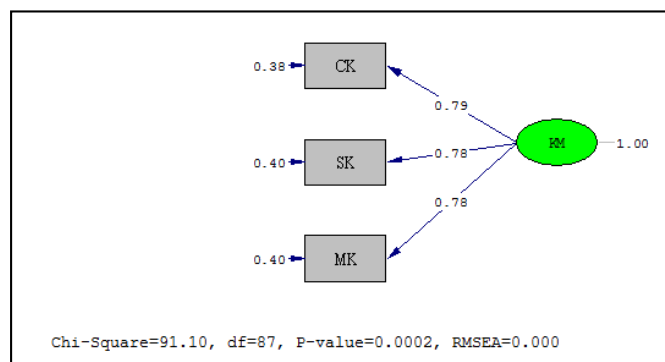 0.38 CK
0.79
0.40 SK 0.78 KM 1.00
0.78
0.40 MK
Chi-Square=91.10, df=87, P-value=0.0002, RMSEA=0.000